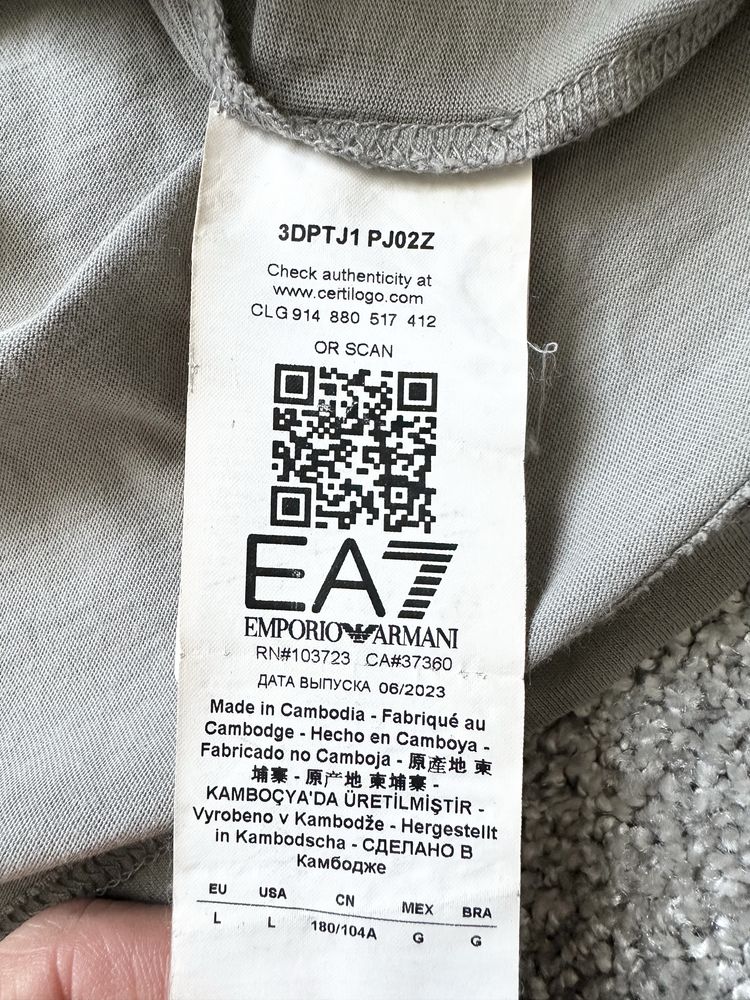 3DPTJ1 PJ02Z
Check authenticity at
www.certilogo.com
CLG 914 880 517 412
OR SCAN
EA7
EMPORIO ARMANI
RN#103723 CA#37360
ДАТА ВЫПУСКА 06/2023
Made in Cambodia - Fabriqué au
Cambodge - Hecho en Camboya -
Fabricado no Camboja - 原產地 柬
埔寨 - 原产地 柬埔寨 -
KAMBOÇYA'DA ÜRETİLMİŞTİR -
Vyrobeno v Kambodže - Hergestellt
in Kambodscha - СДЕЛАНО В
Камбодже
EU USA CN MEX BRA
L L 180/104A G G